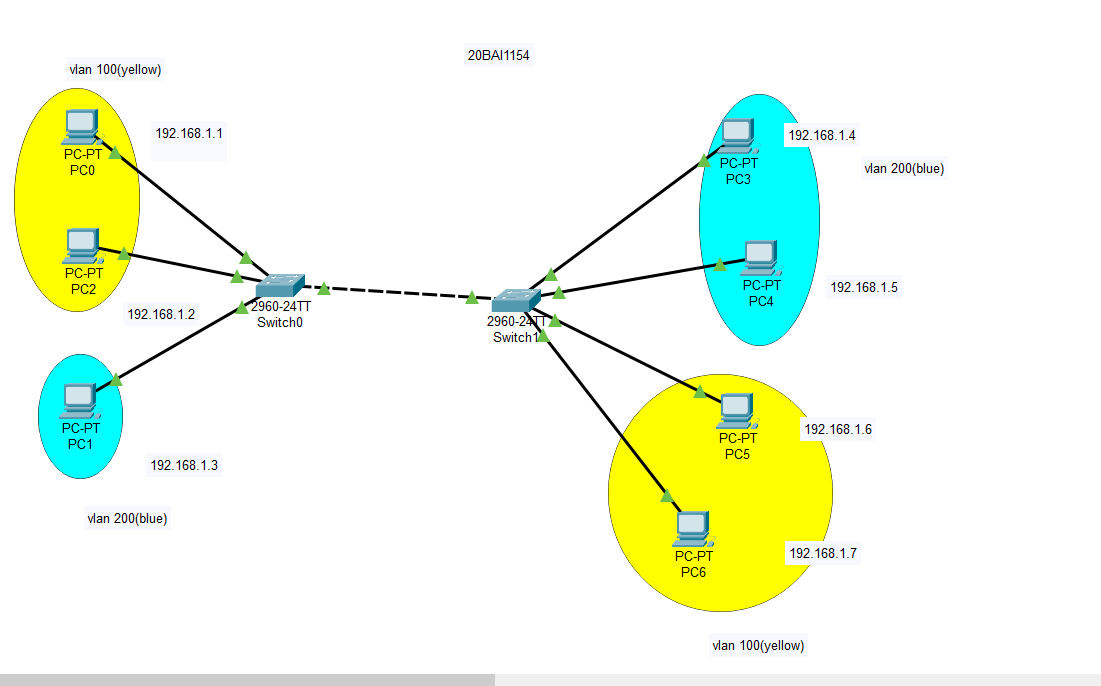 20BAI1154
vlan 100(yellow)
PC-PT
PC0
192.168.1.1
PC-PT
PC2
192.168.1.2
2960-24TT
Switch0
PC-PT
PC1
192.168.1.3
vlan 200(blue)
2960-24TT
Switch1
PC-PT
PC3
192.168.1.4
vlan 200(blue)
PC-PT
PC4
192.168.1.5
PC-PT
PC5
192.168.1.6
PC-PT
PC6
192.168.1.7
vlan 100(yellow)